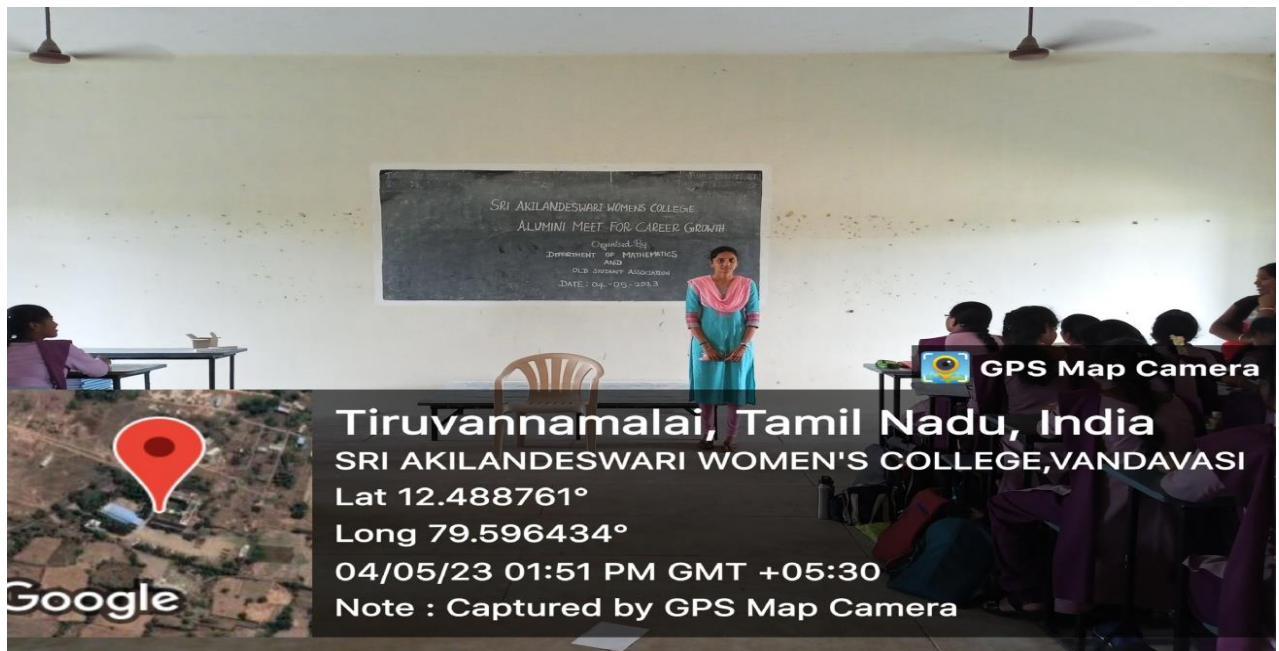 SRI AKILANDESWARI WOMENS COLLEGE
ALUMINI MEET FOR CAREER GROWTH
Organised By
DEPARTMENT OF MATHEMATICS
AND
OLD STUDENT ASSOCIATION
DATE : 04-05-2023
GPS Map Camera
Tiruvannamalai, Tamil Nadu, India
SRI AKILANDESWARI WOMEN'S COLLEGE,VANDAVASI
Lat 12.488761°
Long 79.596434°
04/05/23 01:51 PM GMT +05:30
Note : Captured by GPS Map Camera
Google